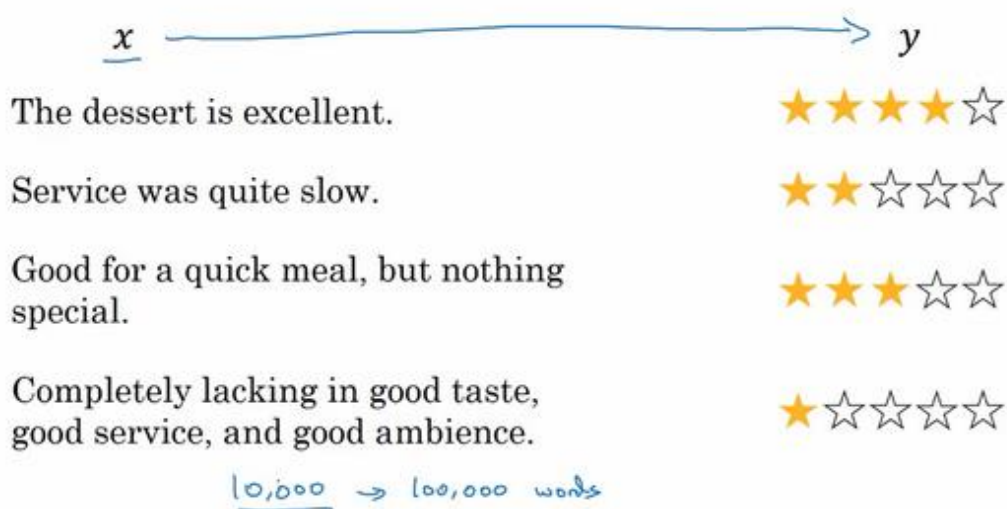 x y
The dessert is excellent.
Service was quite slow.
Good for a quick meal, but nothing
special.
Completely lacking in good taste,
good service, and good ambience.
10,000 → 100,000 words